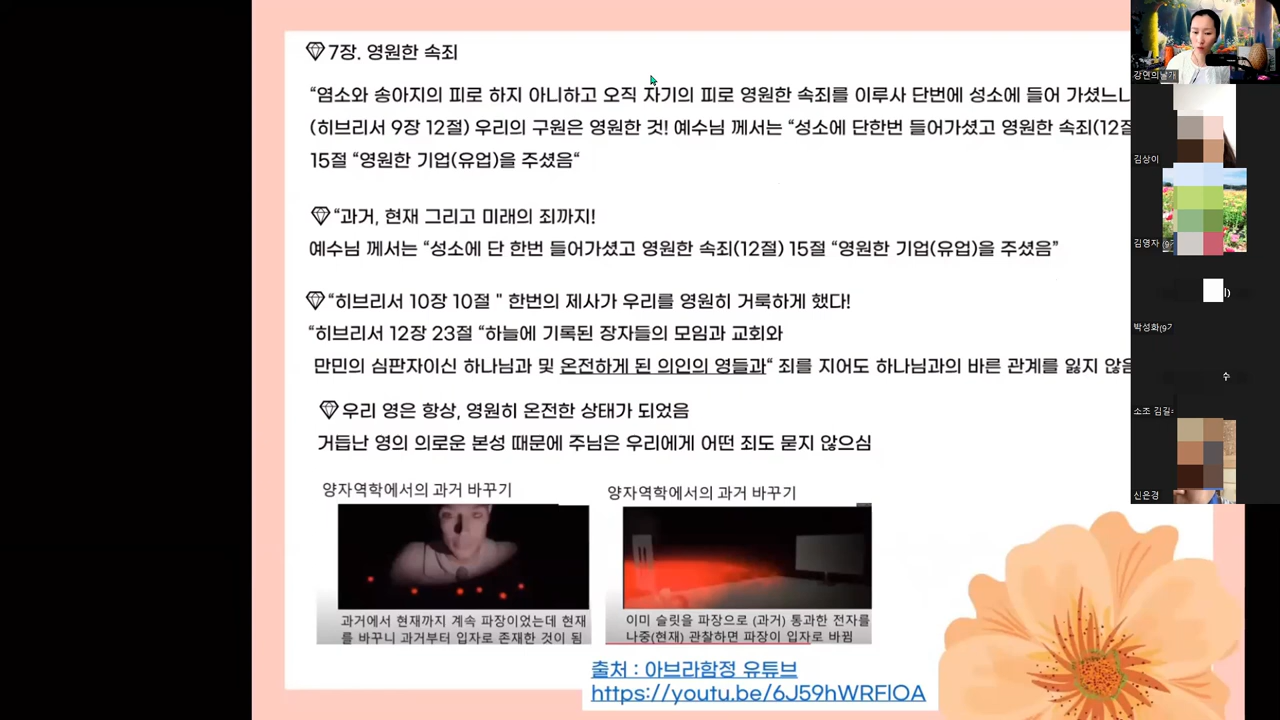 7장. 영원한 속죄
“염소와 송아지의 피로 하지 아니하고 오직 자기의 피로 영원한 속죄를 이루사 단번에 성소에 들어 가셨느니
(히브리서 9장 12절) 우리의 구원은 영원한 것! 예수님 께서는 “성소에 단한번 들어가셨고 영원한 속죄(12절
15절 “영원한 기업(유업)을 주셨음“
“과거, 현재 그리고 미래의 죄까지!
예수님 께서는 “성소에 단 한번 들어가셨고 영원한 속죄(12절) 15절 “영원한 기업(유업)을 주셨음”
“히브리서 10장 10절 " 한번의 제사가 우리를 영원히 거룩하게 했다!
“히브리서 12장 23절 “하늘에 기록된 장자들의 모임과 교회와
만민의 심판자이신 하나님과 및 온전하게 된 의인의 영들과“ 죄를 지어도 하나님과의 바른 관계를 잃지 않음
우리 영은 항상, 영원히 온전한 상태가 되었음
거듭난 영의 의로운 본성 때문에 주님은 우리에게 어떤 죄도 묻지 않으심
양자역학에서의 과거 바꾸기
과거에서 현재까지 계속 파장이었는데 현재
를 바꾸니 과거부터 입자로 존재한 것이 됨
양자역학에서의 과거 바꾸기
이미 슬릿을 파장으로 (과거) 통과한 전자를
나중(현재) 관찰하면 파장이 입자로 바뀜
출처 : 아브라함정 유튜브
https://youtu.be/6J59hWRFlOA
강연의날개
김상이
김영자
박성화(9기
수
소조 김길수
신은경